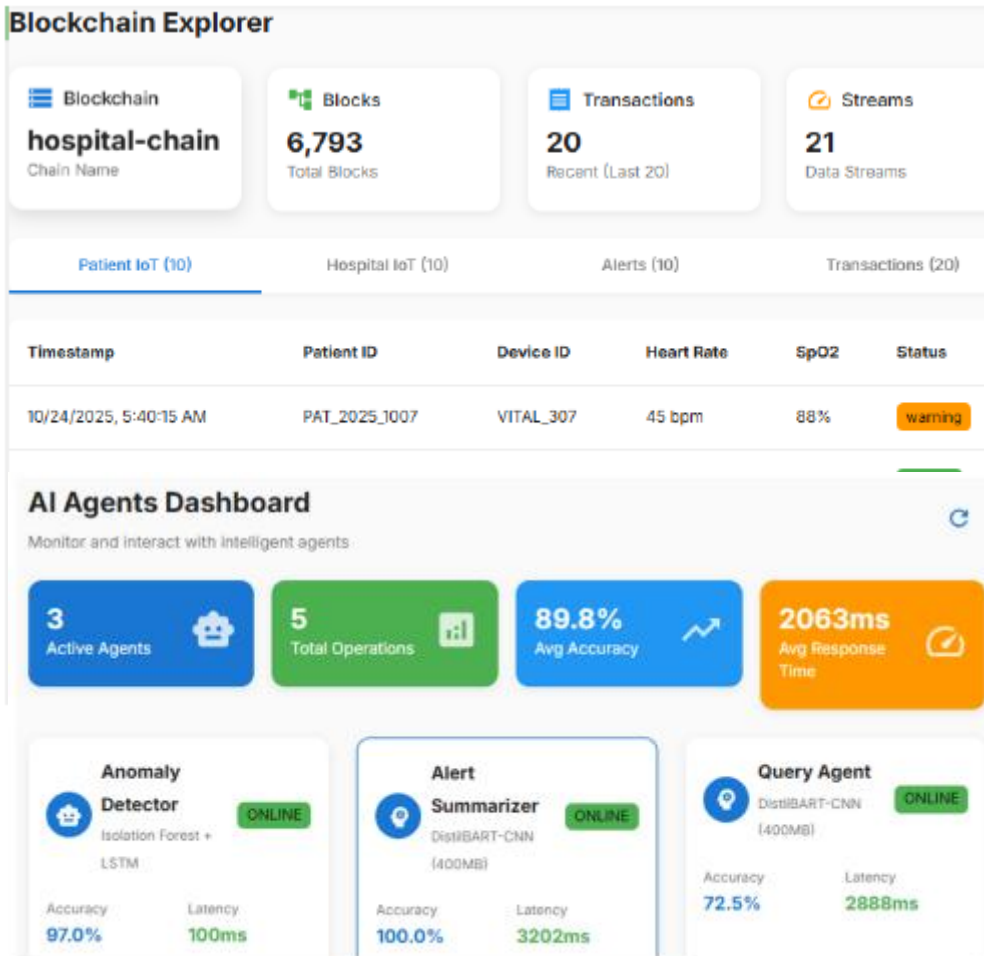 Blockchain Explorer
Blockchain
hospital-chain
Chain Name
Blocks
6,793
Total Blocks
Transactions
20
Recent (Last 20)
Streams
21
Data Streams
Patient IoT (10) Hospital IoT (10) Alerts (10) Transactions (20)
Timestamp Patient ID Device ID Heart Rate SpO2 Status
10/24/2025, 5:40:15 AM PAT_2025_1007 VITAL_307 45 bpm 88% warning
AI Agents Dashboard
Monitor and interact with intelligent agents
3
Active Agents
5
Total Operations
89.8%
Avg Accuracy
2063ms
Avg Response
Time
Anomaly
Detector
ONLINE
Isolation Forest +
LSTM
Accuracy Latency
97.0% 100ms
Alert
Summarizer
ONLINE
DistilBART-CNN
(400MB)
Accuracy Latency
100.0% 3202ms
Query Agent
ONLINE
DistilBART-CNN
(400MB)
Accuracy Latency
72.5% 2888ms